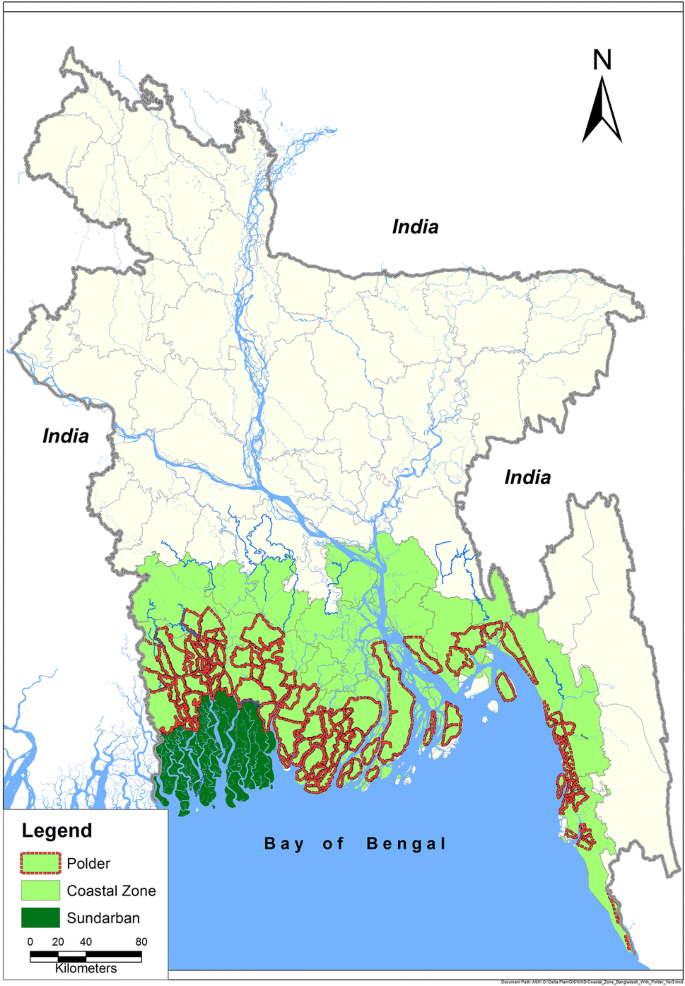 N
India
India
India
Bay of Bengal
Legend
Polder
Coastal Zone
Sundarban
0 20 40 80
Kilometers